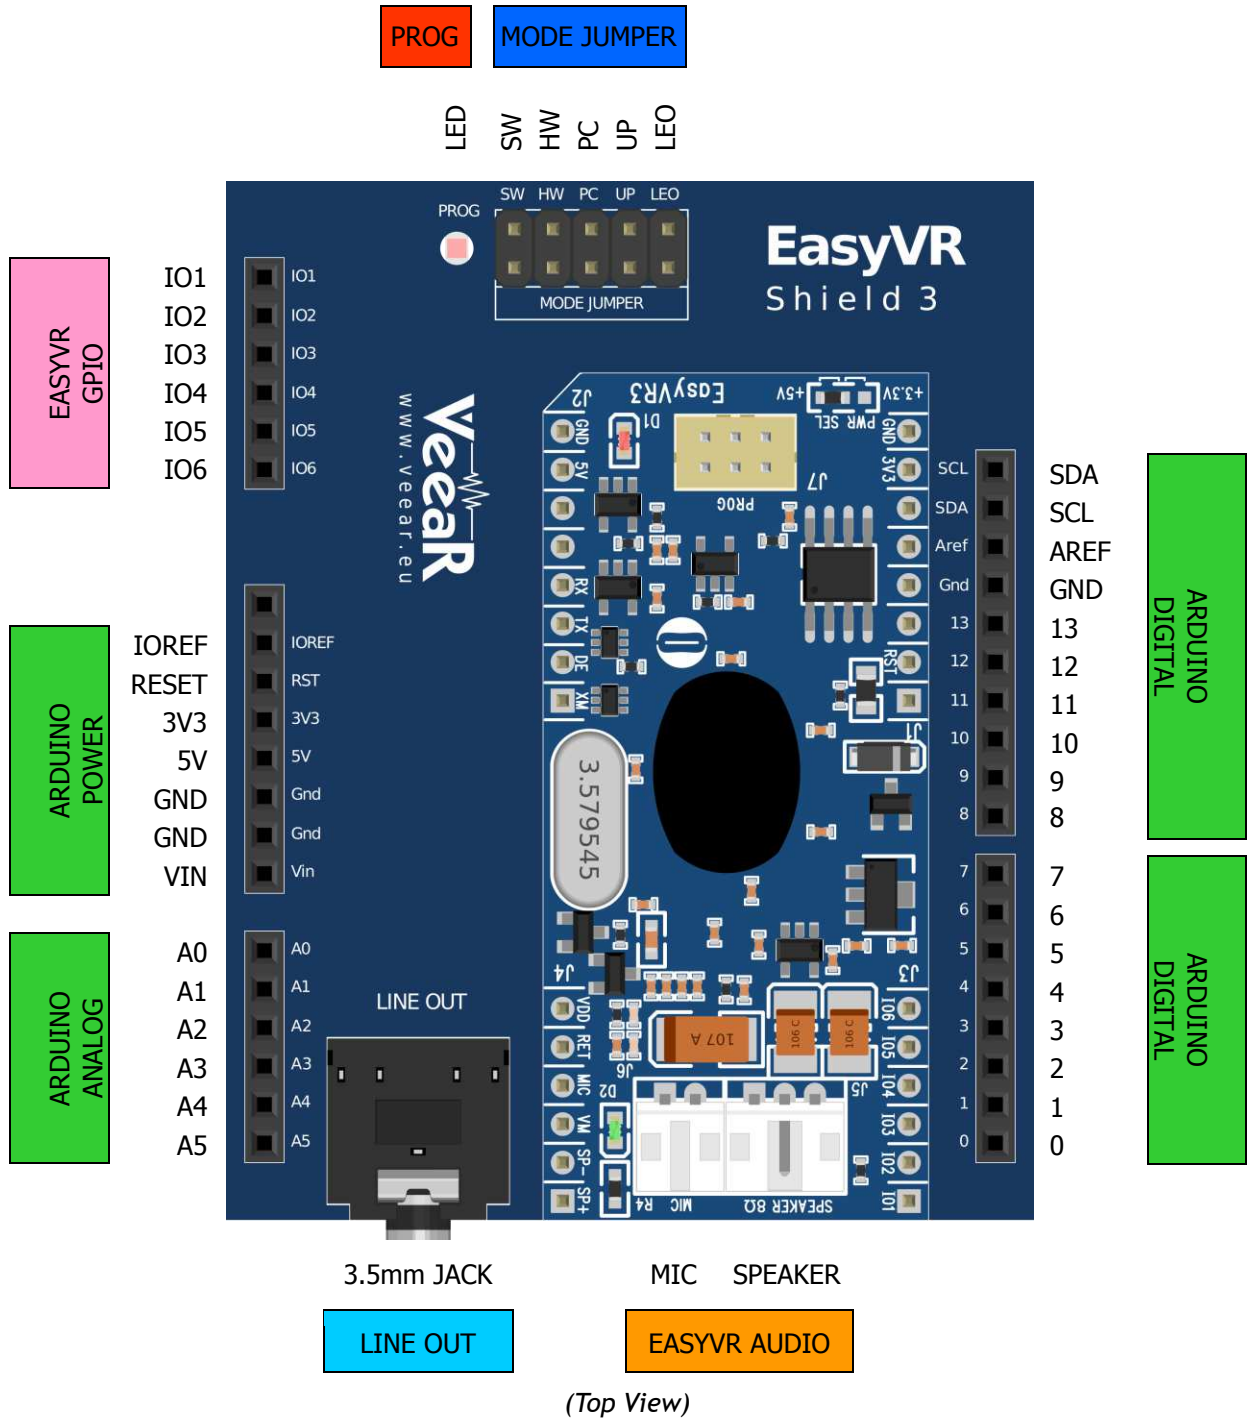 PROG
MODE JUMPER
LED
SW
HW
PC
UP
LEO
SW HW PC UP LEO
PROG
MODE JUMPER
EasyVR
Shield 3
EASYVR
GPIO
IO1
IO2
IO3
IO4
IO5
IO6
IO1
IO2
IO3
IO4
IO5
IO6
VeeaR
www.veear.eu
ARDUINO
POWER
IOREF
RESET
3V3
5V
GND
GND
VIN
IOREF
RST
3V3
5V
Gnd
Gnd
Vin
ARDUINO
ANALOG
A0
A1
A2
A3
A4
A5
A0
A1
A2
A3
A4
A5
LINE OUT
J2
EasyVR3
+5V
+3.3V
PWR SEL
D1
J7
PROG
GND
5V
RX
TX
DE
XM
GND
3V3
RST
J1
3.579545
J4
J3
VDD
RET
MIC
VM
SP-
SP+
IO6
IO5
IO4
IO3
IO2
IO1
107 A
106 C
106 C
J6
J5
D2
R4
MIC
SPEAKER 8Ω
SCL
SDA
Aref
Gnd
13
12
11
10
9
8
7
6
5
4
3
2
1
0
SDA
SCL
AREF
GND
13
12
11
10
9
8
7
6
5
4
3
2
1
0
ARDUINO
DIGITAL
ARDUINO
DIGITAL
3.5mm JACK
MIC
SPEAKER
LINE OUT
EASYVR AUDIO
(Top View)